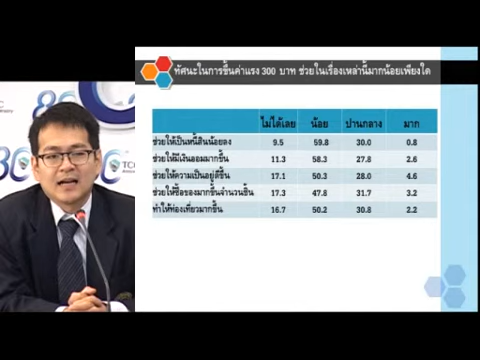 ทัศนะในการขึ้นค่าแรง 300 บาท ช่วยในเรื่องเหล่านี้มากน้อยเพียงใด
ไม่ได้เลย น้อย ปานกลาง มาก
ช่วยให้เป็นหนี้สินน้อยลง 9.5 59.8 30.0 0.8
ช่วยให้มีเงินออมมากขึ้น 11.3 58.3 27.8 2.6
ช่วยให้ความเป็นอยู่ดีขึ้น 17.1 50.3 28.0 4.6
ช่วยให้ซื้อของมากขึ้นจำนวนชิ้น 17.3 47.8 31.7 3.2
ทำให้ท่องเที่ยวมากขึ้น 16.7 50.2 30.8 2.2